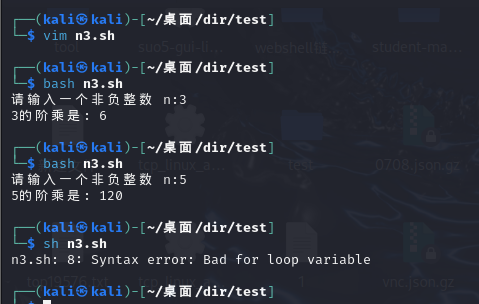 ┌──(kali㉿kali)-[~/桌面/dir/test]
└─$ vim n3.sh
┌──(kali㉿kali)-[~/桌面/dir/test]
└─$ bash n3.sh
请输入一个非负整数 n:3
3的阶乘是: 6
┌──(kali㉿kali)-[~/桌面/dir/test]
└─$ bash n3.sh
请输入一个非负整数 n:5
5的阶乘是: 120
┌──(kali㉿kali)-[~/桌面/dir/test]
└─$ sh n3.sh
n3.sh: 8: Syntax error: Bad for loop variable
┌──(kali㉿kali)-[~/桌面/dir/test]